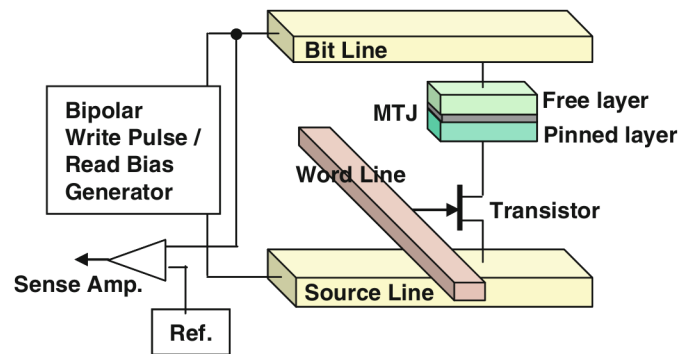 Bit Line
Bipolar
Write Pulse /
Read Bias
Generator
MTJ
Free layer
Pinned layer
Word Line
Transistor
Sense Amp.
Source Line
Ref.